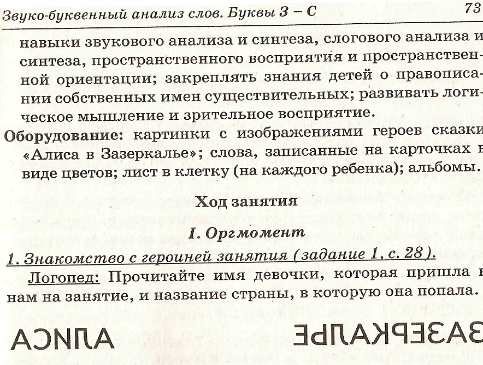 Звуко-буквенный анализ слов. Буквы З – С 73
навыки звукового анализа и синтеза, слогового анализа и
синтеза, пространственного восприятия и пространствен-
ной ориентации; закреплять знания детей о правописа-
нии собственных имен существительных; развивать логи-
ческое мышление и зрительное восприятие.
Оборудование: картинки с изображениями героев сказки
«Алиса в Зазеркалье»; слова, записанные на карточках в
виде цветов; лист в клетку (на каждого ребенка); альбомы.
Ход занятия
I. Оргмомент
1. Знакомство с героиней занятия (задание 1, с. 28).
Логопед: Прочитайте имя девочки, которая пришла к
нам на занятие, и название страны, в которую она попала.
АЛИСА ЗАЗЕРКАЛЬЕ